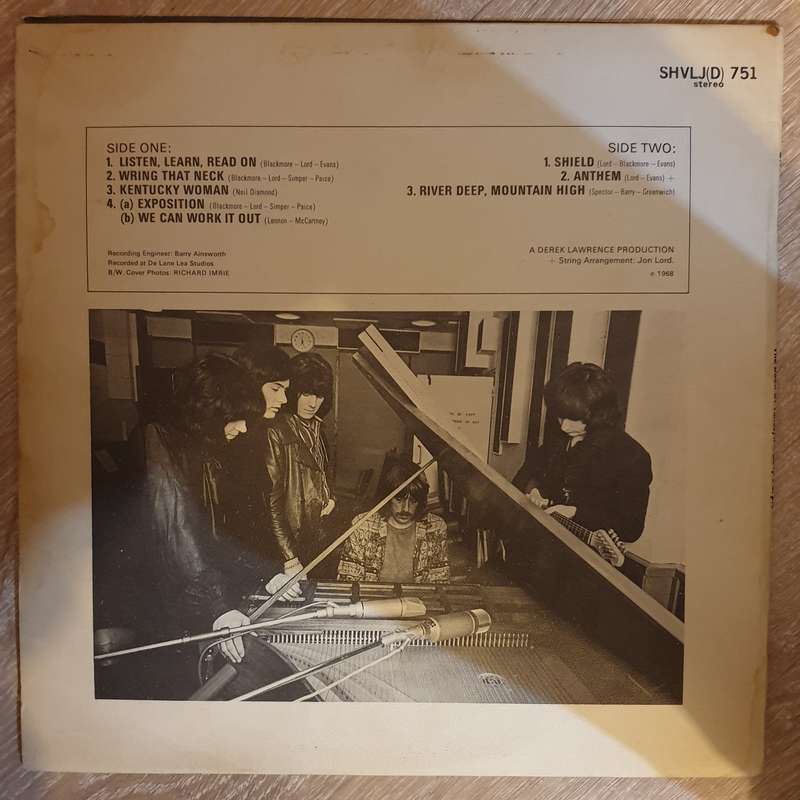 SHVLJ(D) 751
stereo
SIDE ONE:
1. LISTEN, LEARN, READ ON (Blackmore – Lord – Evans)
2. WRING THAT NECK (Blackmore – Lord – Simper – Paice)
3. KENTUCKY WOMAN (Neil Diamond)
4. (a) EXPOSITION (Blackmore – Lord – Simper – Paice)
(b) WE CAN WORK IT OUT (Lennon – McCartney)
Recording Engineer: Barry Ainsworth
Recorded at De Lane Lea Studios
B/W. Cover Photos: RICHARD IMRIE
SIDE TWO:
1. SHIELD (Lord – Blackmore – Evans)
2. ANTHEM (Lord – Evans) +
3. RIVER DEEP, MOUNTAIN HIGH (Spector – Barry – Greenwich)
A DEREK LAWRENCE PRODUCTION
+ String Arrangement: Jon Lord.
℗ 1968